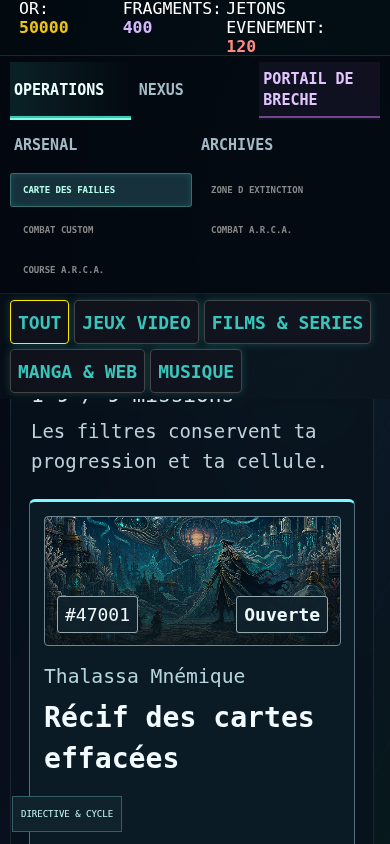 OR: FRAGMENTS: JETONS
50000 400 EVENEMENT:
120
OPERATIONS NEXUS PORTAIL DE
BRECHE
ARSENAL ARCHIVES
CARTE DES FAILLES ZONE D EXTINCTION
COMBAT CUSTOM COMBAT A.R.C.A.
COURSE A.R.C.A.
TOUT JEUX VIDEO FILMS & SERIES
MANGA & WEB MUSIQUE
Les filtres conservent ta
progression et ta cellule.
#47001 Ouverte
Thalassa Mnémique
Récif des cartes
effacées
DIRECTIVE & CYCLE